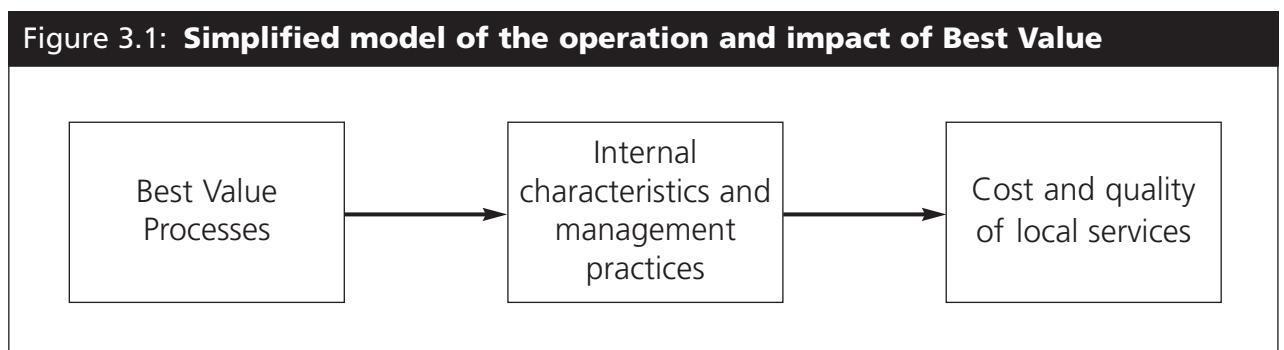 Figure 3.1: Simplified model of the operation and impact of Best Value
Best Value
Processes
Internal
characteristics and
management
practices
Cost and quality
of local services